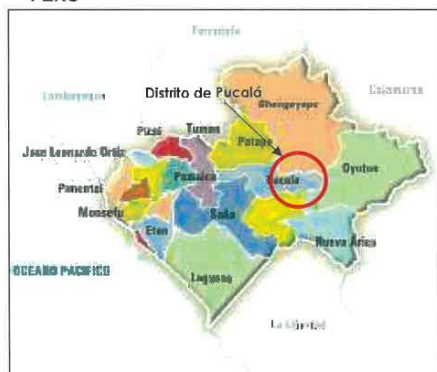 PERÚ
Ferreñafe
Lambayeque
Cajamarca
Distrito de Pucalá
Chongoyape
Tuman
Picsi
Patapo
Jose Leonardo Ortiz
Oyotun
Pomalca
Pucala
Pimentel
Saña
Monsefu
Nueva Arica
Eten
OCEANO PACIFICO
Lagunas
La Libertad